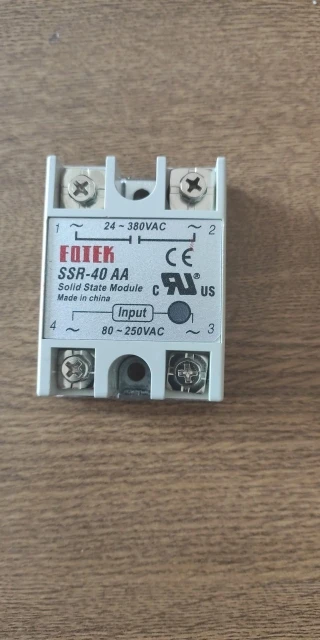 1 ~ 24 ~ 380VAC ~ 2
FOTEK
CE
SSR-40 AA
Solid State Module
c RU ® US
Made in china
Input
4 ~ 80 ~ 250VAC ~ 3